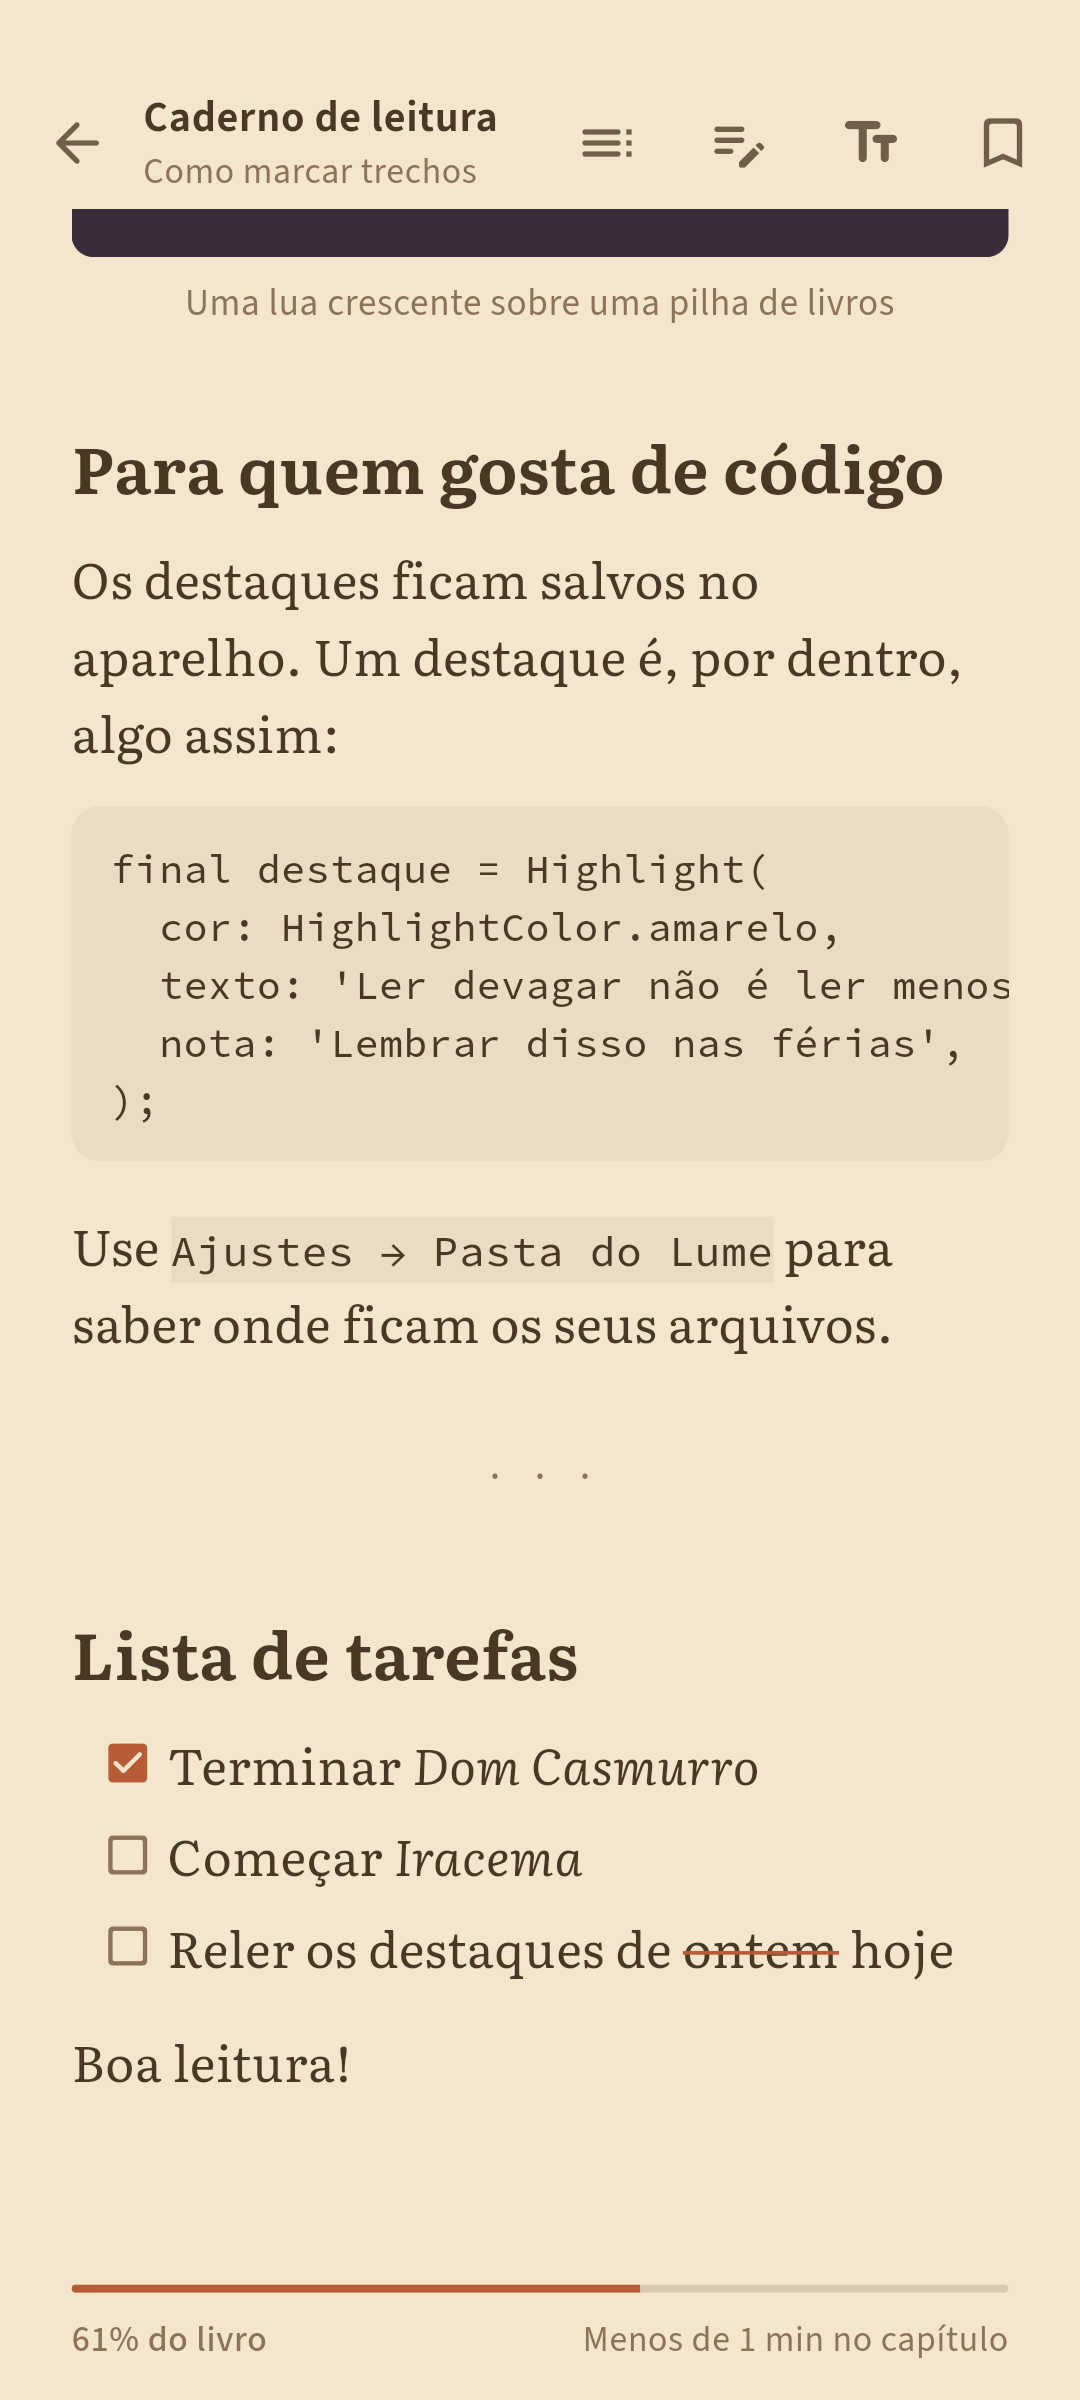 Caderno de leitura
Como marcar trechos
Uma lua crescente sobre uma pilha de livros
Para quem gosta de código
Os destaques ficam salvos no
aparelho. Um destaque é, por dentro,
algo assim:
final destaque = Highlight(
  cor: HighlightColor.amarelo,
  texto: 'Ler devagar não é ler menos
  nota: 'Lembrar disso nas férias',
);
Use Ajustes → Pasta do Lume para
saber onde ficam os seus arquivos.
· · ·
Lista de tarefas
Terminar Dom Casmurro
Começar Iracema
Reler os destaques de ontem hoje
Boa leitura!
61% do livro
Menos de 1 min no capítulo